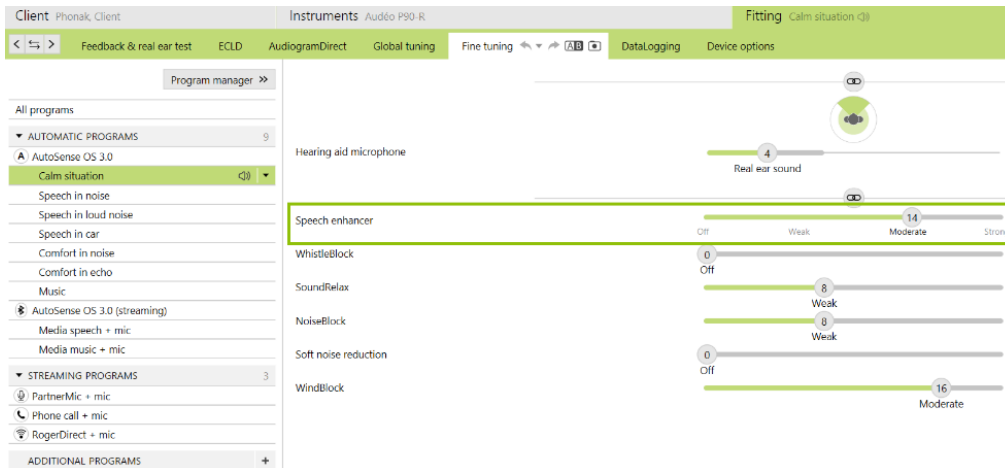 Client Phonak, Client
Instruments Audéo P90-R
Fitting Calm situation
Feedback & real ear test ECLD AudiogramDirect Global tuning Fine tuning AB DataLogging Device options
Program manager »
All programs
AUTOMATIC PROGRAMS 9
A AutoSense OS 3.0
Calm situation
Speech in noise
Speech in loud noise
Speech in car
Comfort in noise
Comfort in echo
Music
AutoSense OS 3.0 (streaming)
Media speech + mic
Media music + mic
STREAMING PROGRAMS 3
PartnerMic + mic
Phone call + mic
RogerDirect + mic
ADDITIONAL PROGRAMS +
Hearing aid microphone 4
Real ear sound
Speech enhancer 14
Off Weak Moderate Stron
WhistleBlock 0
Off
SoundRelax 8
Weak
NoiseBlock 8
Weak
Soft noise reduction 0
Off
WindBlock 16
Moderate